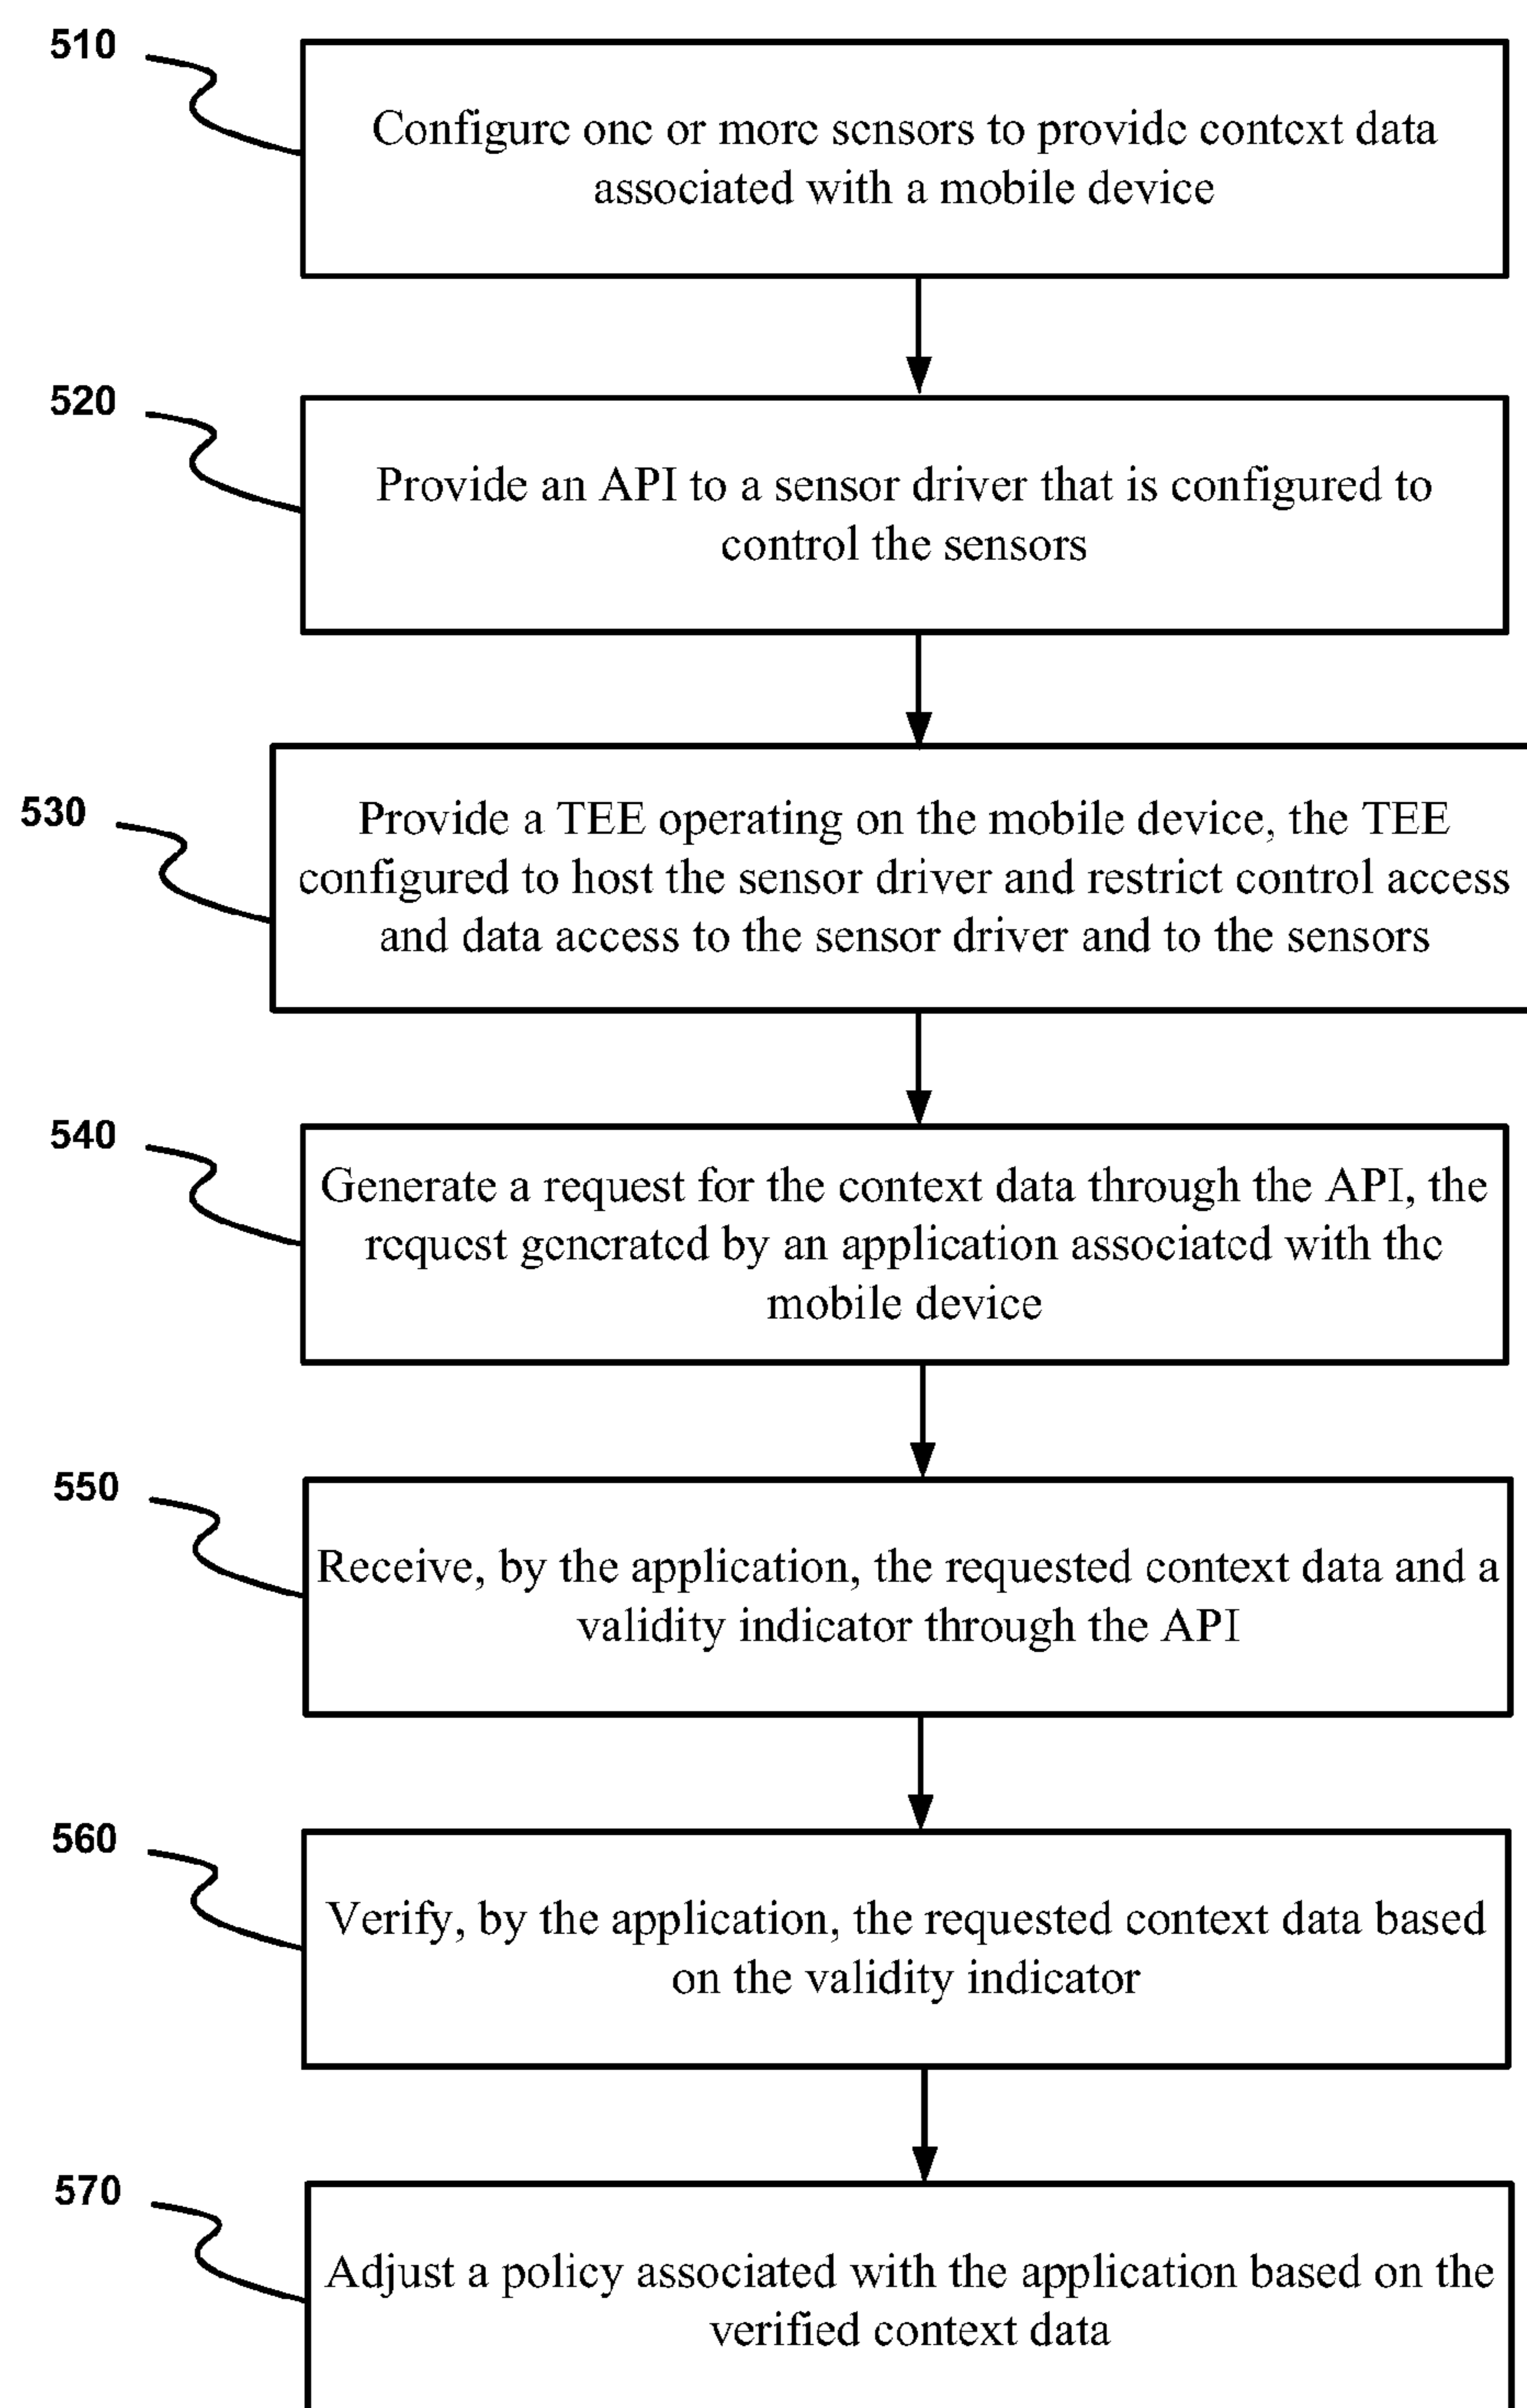 510
Configure one or more sensors to provide context data
associated with a mobile device
520
Provide an API to a sensor driver that is configured to
control the sensors
530
Provide a TEE operating on the mobile device, the TEE
configured to host the sensor driver and restrict control access
and data access to the sensor driver and to the sensors
540
Generate a request for the context data through the API, the
request generated by an application associated with the
mobile device
550
Receive, by the application, the requested context data and a
validity indicator through the API
560
Verify, by the application, the requested context data based
on the validity indicator
570
Adjust a policy associated with the application based on the
verified context data